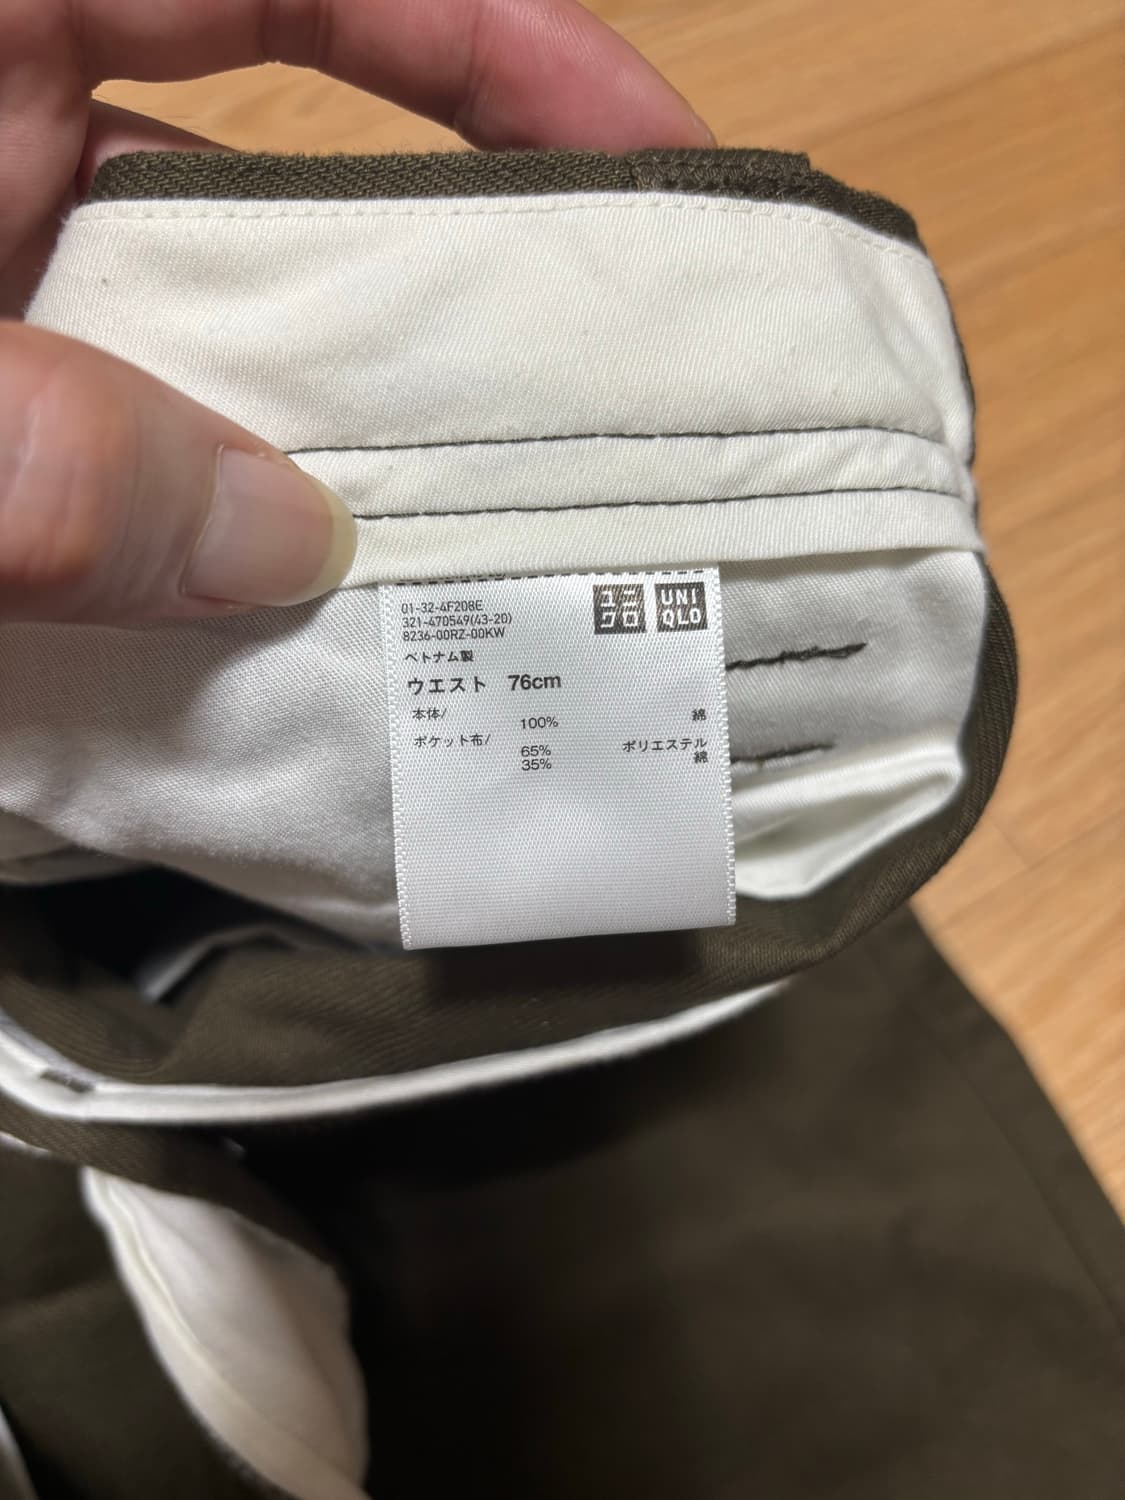 ユニ
クロ
UNI
QLO
01-32-4F208E
321-470549(43-20)
8236-00RZ-00KW
ベトナム製
ウエスト 76cm
本体/ 100% 綿
ポケット布/
65% ポリエステル
35% 綿